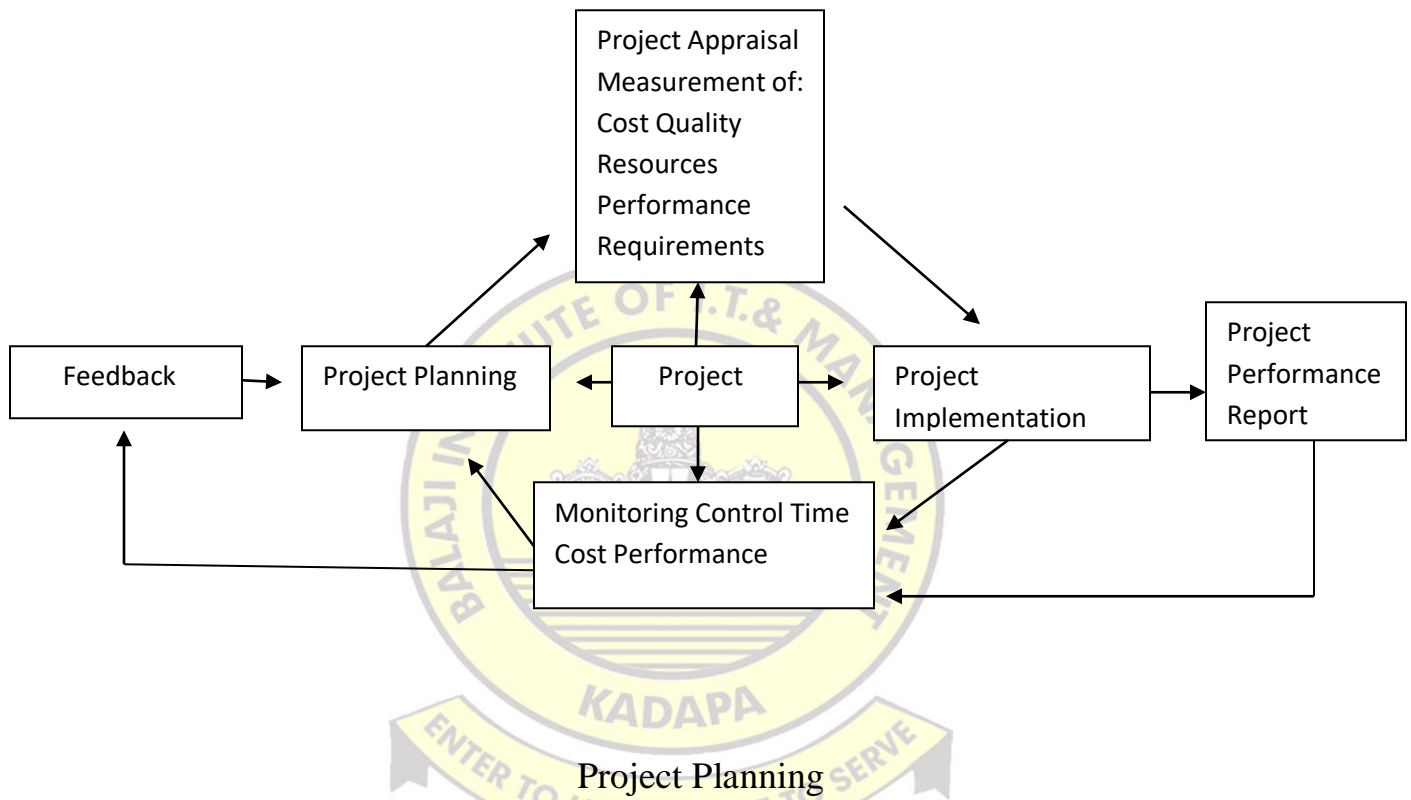 Project Appraisal
Measurement of:
Cost Quality
Resources
Performance
Requirements
Feedback
Project Planning
Project
Project
Implementation
Project
Performance
Report
Monitoring Control Time
Cost Performance
KADAPA
Project Planning